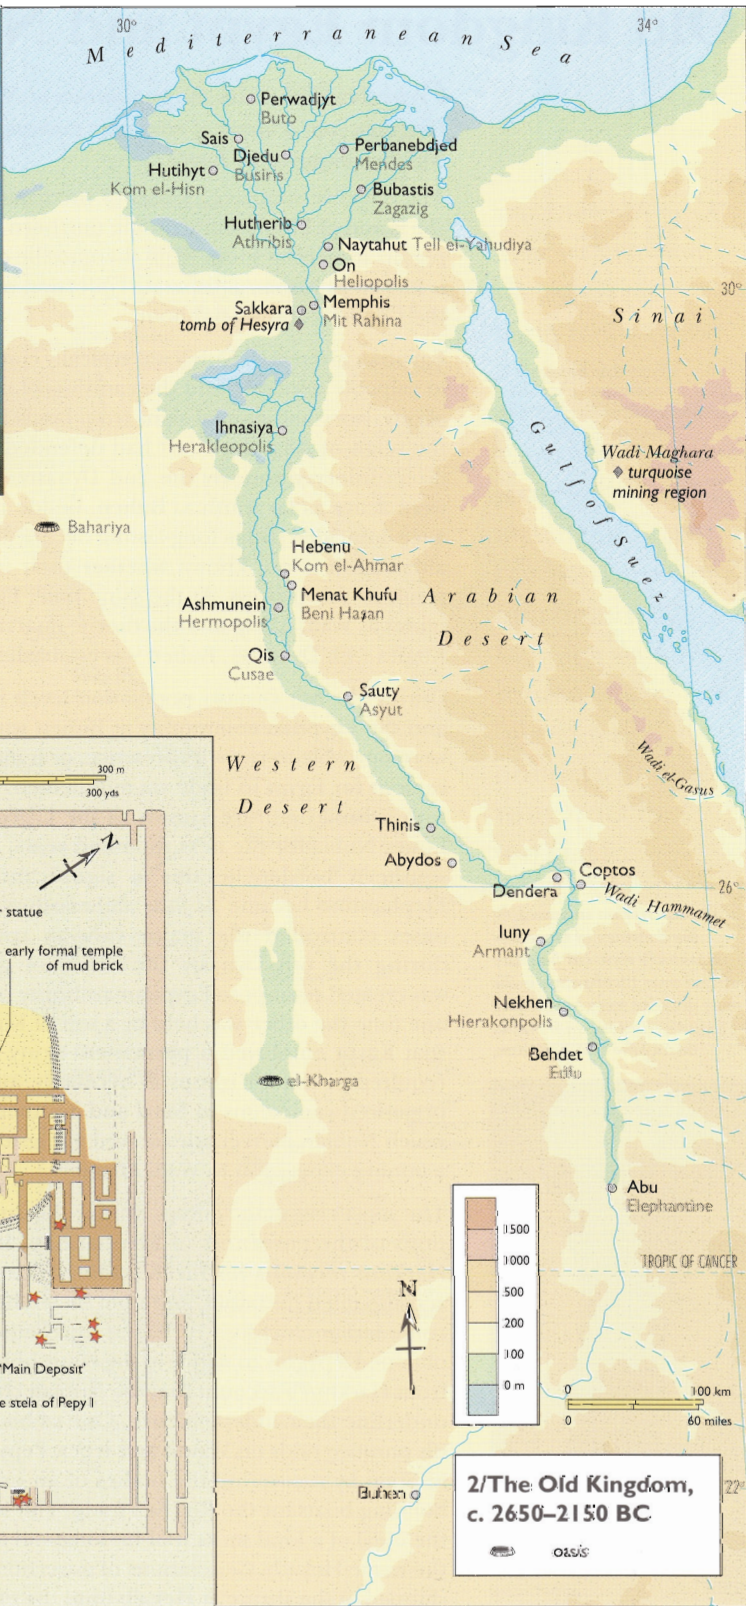 30°
34°
Mediterranean Sea
Perwadjyt
Buto
Sais
Djedu
Busiris
Perbanebdjed
Mendes
Hutihyt
Kom el-Hisn
Bubastis
Zagazig
Hutherib
Athribis
Naytahut Tell el-Yahudiya
On
Heliopolis
30°
Sakkara
tomb of Hesyra
Memphis
Mit Rahina
Sinai
Ihnasiya
Herakleopolis
Gulf of Suez
Wadi Maghara
turquoise
mining region
Bahariya
Hebenu
Kom el-Ahmar
Menat Khufu
Beni Hasan
Ashmunein
Hermopolis
Arabian
Desert
Qis
Cusae
Sauty
Asyut
Western
Desert
Wadi el-Gasus
300 m
300 yds
N
Thinis
Abydos
Dendera
Coptos
26°
Wadi Hammamet
statue
early formal temple
of mud brick
Iuny
Armant
Nekhen
Hierakonpolis
Behdet
Edfu
el-Kharga
Abu
Elephantine
1500
1000
500
200
100
0 m
TROPIC OF CANCER
N
0 100 km
0 60 miles
'Main Deposit'
stela of Pepy I
Buhen
22°
2/The Old Kingdom,
c. 2650–2150 BC
oasis